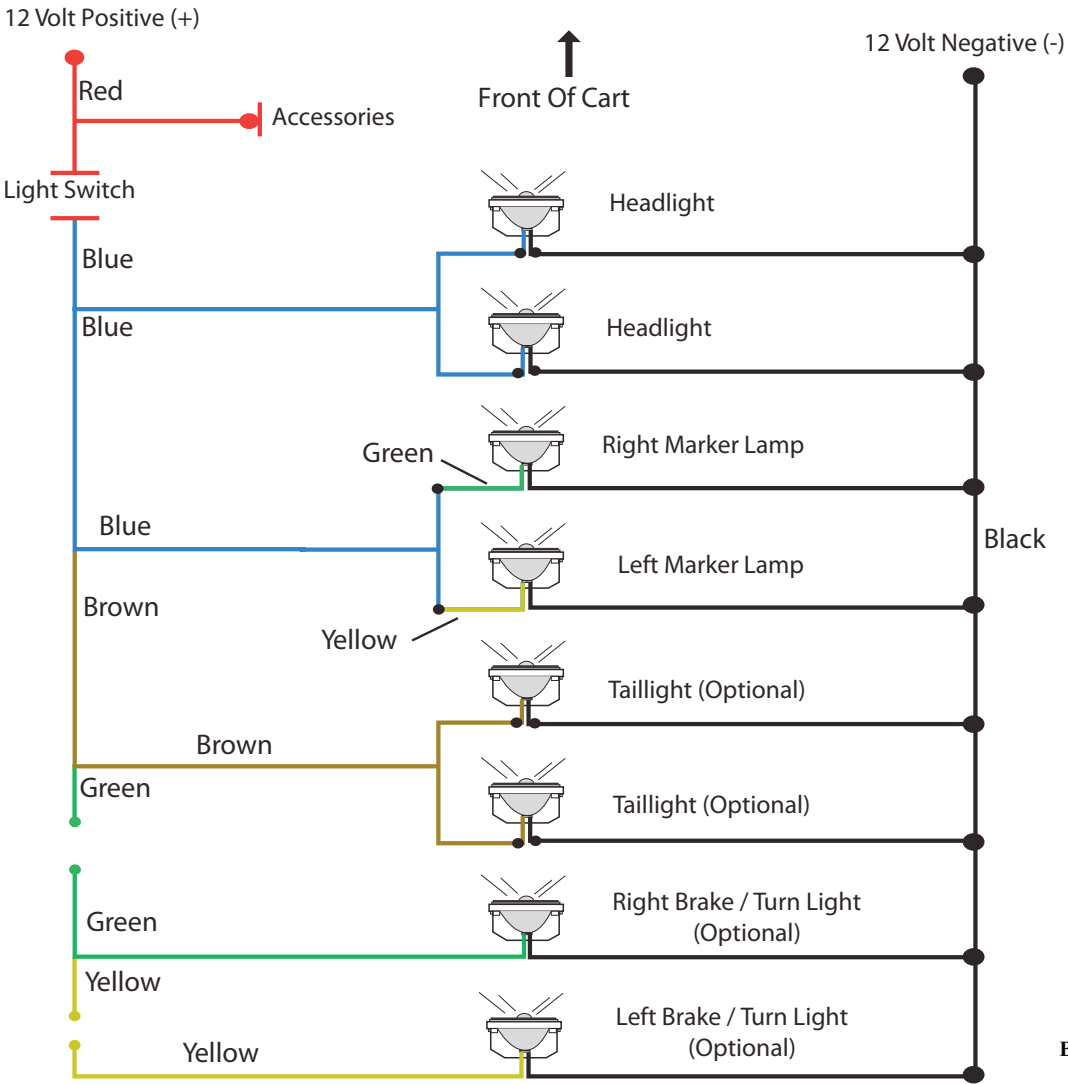 12 Volt Positive (+)
12 Volt Negative (-)
Front Of Cart
Red
Accessories
Light Switch
Headlight
Blue
Blue
Headlight
Green
Right Marker Lamp
Blue
Black
Left Marker Lamp
Brown
Yellow
Taillight (Optional)
Brown
Green
Taillight (Optional)
Green
Right Brake / Turn Light
(Optional)
Yellow
Left Brake / Turn Light
(Optional)
Yellow